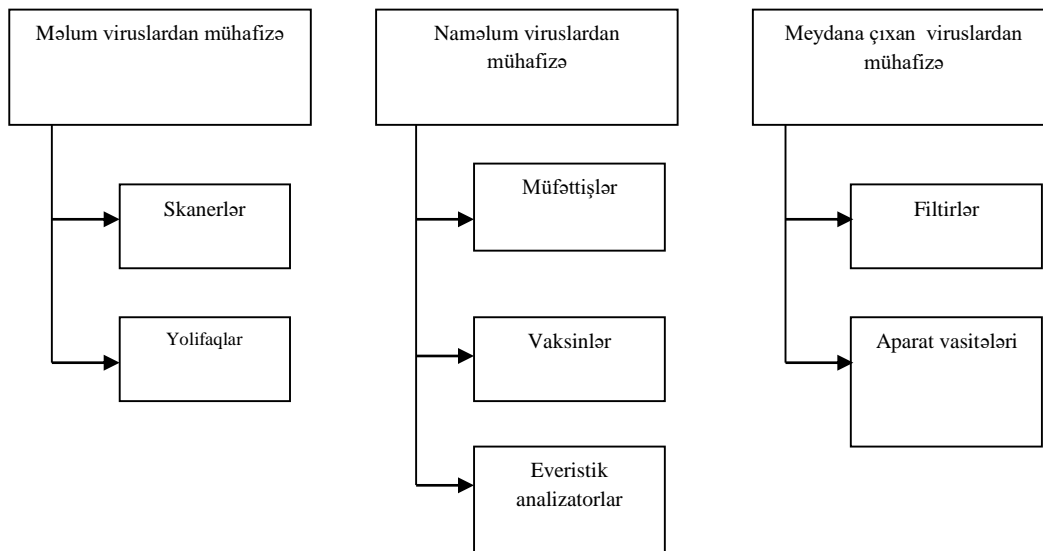 Məlum viruslardan mühafizə
Naməlum viruslardan
mühafizə
Meydana çıxan viruslardan
mühafizə
Skanerlər
Yolifaqlar
Müfəttişlər
Vaksinlər
Everistik
analizatorlar
Filtirlər
Aparat vasitələri